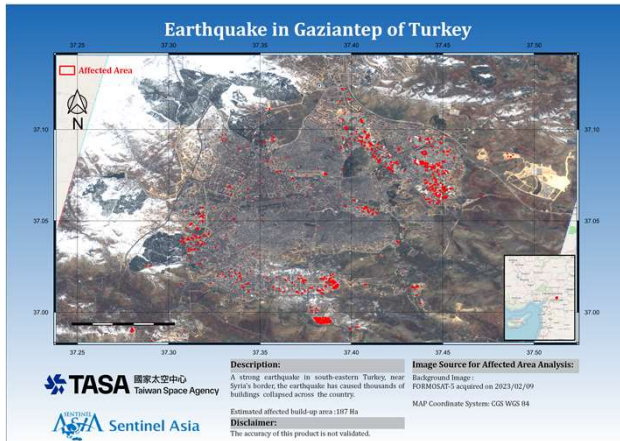 Earthquake in Gaziantep of Turkey
37.25 37.30 37.35 37.40 37.45 37.50
Affected Area
N
37.10 37.10
37.05 37.05
37.00 37.00
37.25 37.30 37.35 37.40 37.45 37.50
TASA 國家太空中心
Taiwan Space Agency
SENTINEL
ASIA
Sentinel Asia
Description:
A strong earthquake in south-eastern Turkey, near
Syria's border, the earthquake has caused thousands of
buildings collapsed across the country.
Estimated affected build-up area :187 Ha
Disclaimer:
The accuracy of this product is not validated.
Image Source for Affected Area Analysis:
Background Image :
FORMOSAT-5 acquired on 2023/02/09
MAP Coordinate System: CGS WGS 84